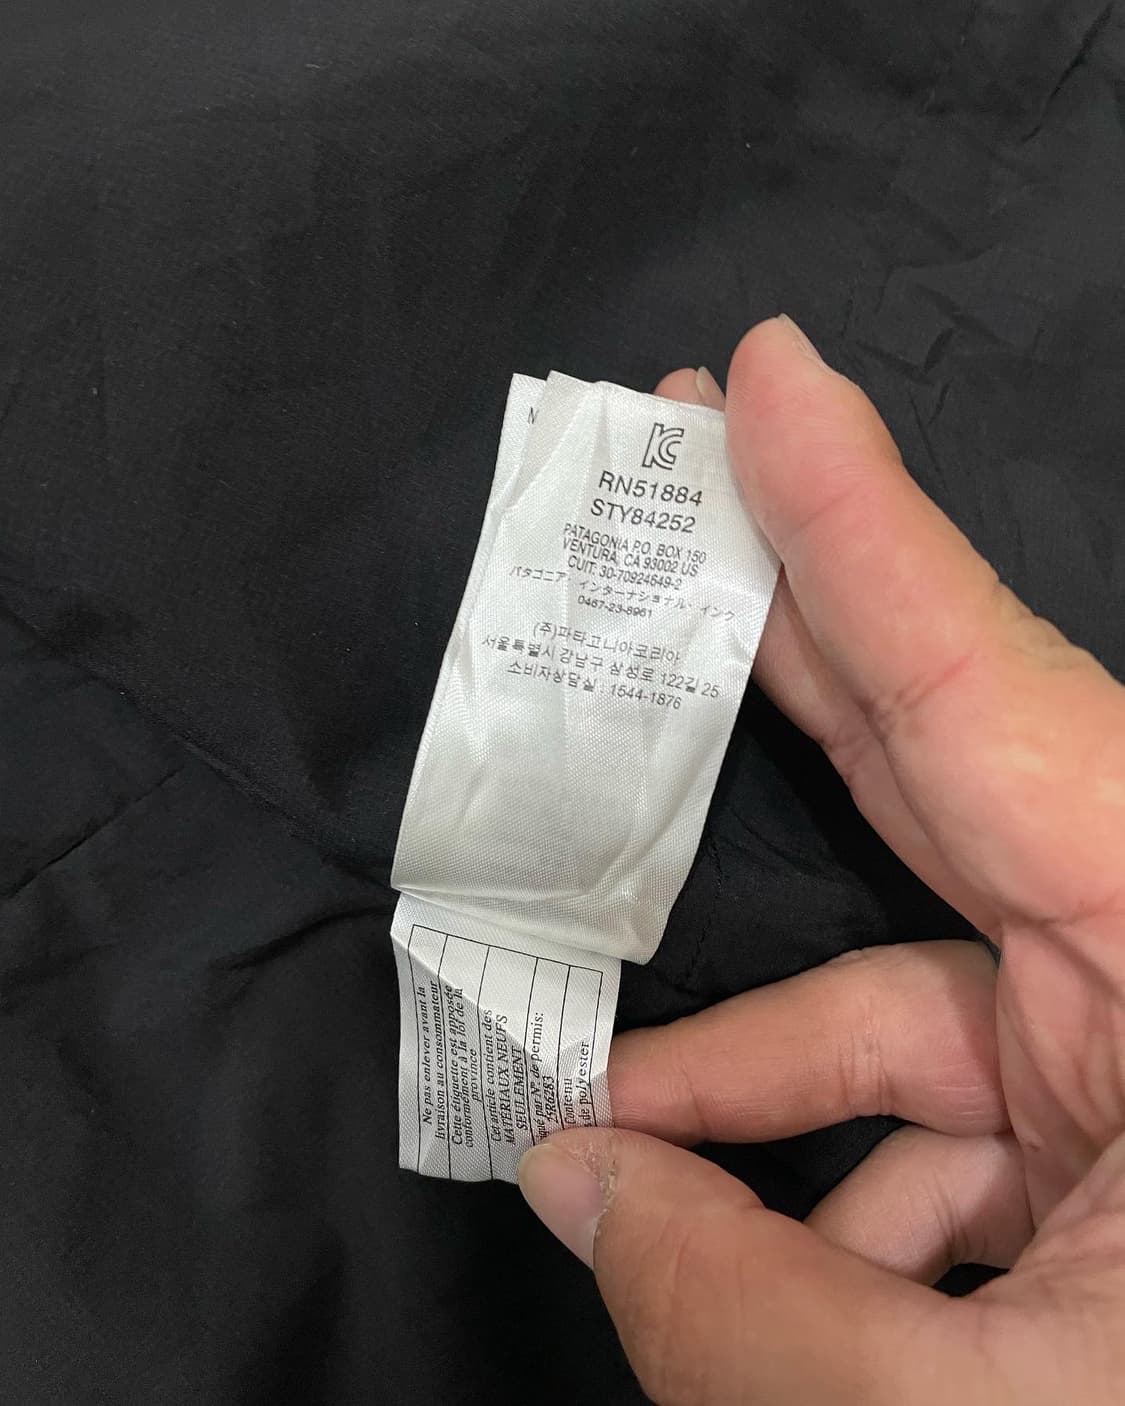 N
KC
RN51884
STY84252
PATAGONIA P.O. BOX 150
VENTURA, CA 93002 US
CUIT: 30-70924649-2
パタゴニア・インターナショナル・インク
0467-23-8961
(주)파타고니아코리아
서울특별시 강남구 삼성로 122길 25
소비자상담실 : 1544-1876
Ne pas enlever avant la
livraison au consommateur
Cette étiquette est apposée
conformément à la loi de la
province
Cet article contient des
MATÉRIAUX NEUFS
SEULEMENT
par Nº. de permis:
Contenu
de polyester